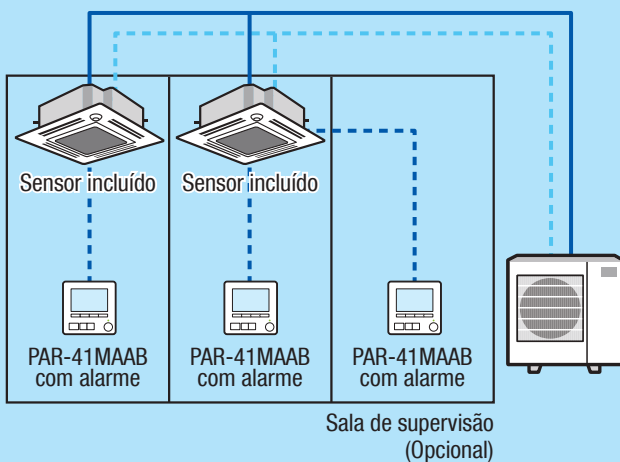 Sensor incluído
Sensor incluído
PAR-41MAAB
com alarme
PAR-41MAAB
com alarme
PAR-41MAAB
com alarme
Sala de supervisão
(Opcional)